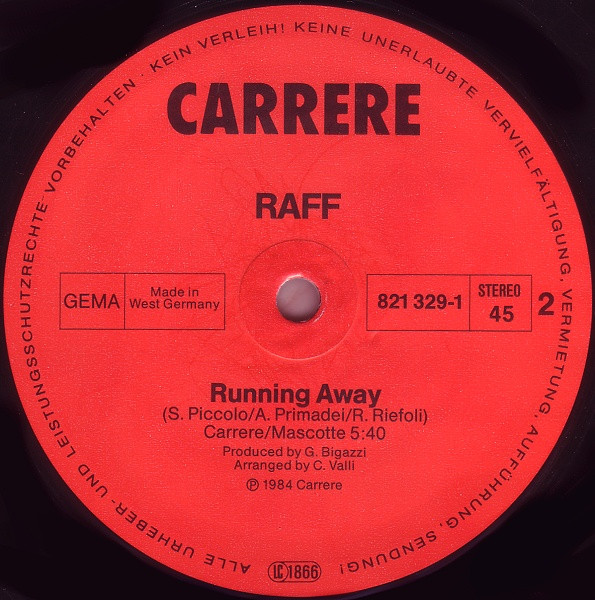 ALLE URHEBER- UND LEISTUNGSSCHUTZRECHTE VORBEHALTEN · KEIN VERLEIH! KEINE UNERLAUBTE VERVIELFÄLTIGUNG, VERMIETUNG, AUFFÜHRUNG, SENDUNG!
CARRERE
RAFF
GEMA
Made in
West Germany
821 329-1
STEREO
45
2
Running Away
(S. Piccolo/A. Primadei/R. Riefoli)
Carrere/Mascotte 5:40
Produced by G. Bigazzi
Arranged by C. Valli
℗ 1984 Carrere
LC 1866